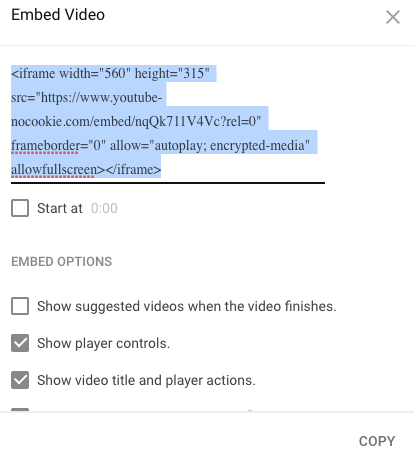 Embed Video
<iframe width="560" height="315"
src="https://www.youtube-
nocookie.com/embed/nqQk711V4Vc?rel=0"
frameborder="0" allow="autoplay; encrypted-media"
allowfullscreen></iframe>
Start at 0:00
EMBED OPTIONS
Show suggested videos when the video finishes.
Show player controls.
Show video title and player actions.
COPY